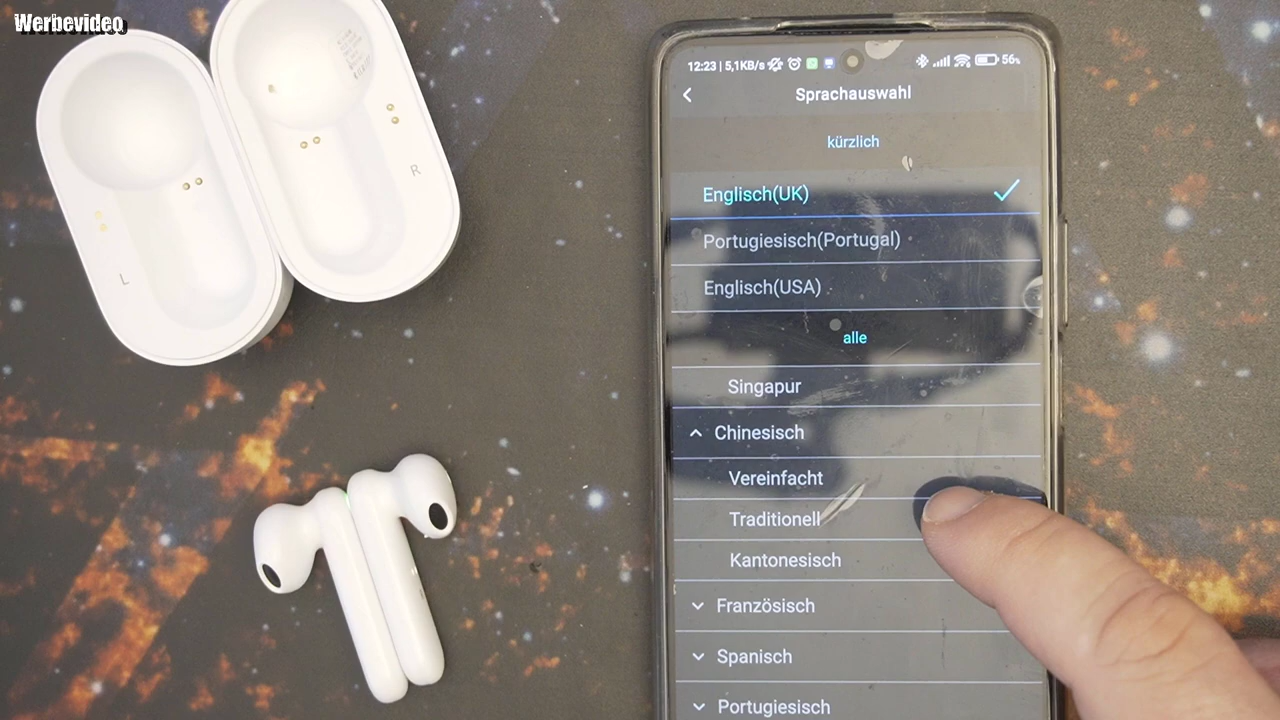 Werbevideo
12:23 | 5,1KB/s
56%
Sprachauswahl
kürzlich
Englisch(UK)
Portugiesisch(Portugal)
Englisch(USA)
alle
Singapur
Chinesisch
Vereinfacht
Traditionell
Kantonesisch
Französisch
Spanisch
Portugiesisch
L
R